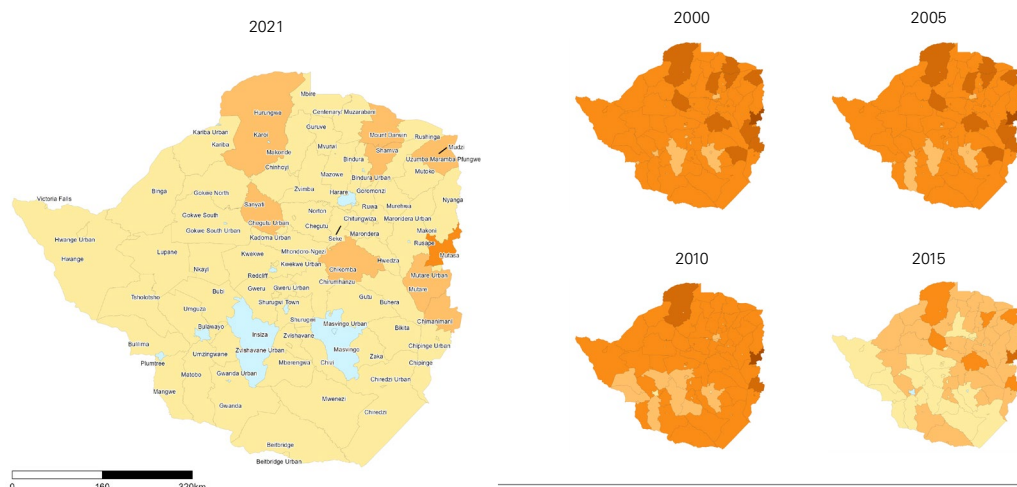 2021
Mbire
Hurungwa
Centenary Muzarabani
Guruve
Kariba Urban
Karoi
Mount Darwin
Rushinga
Mudzi
Kariba
Makonde
Mvurwi
Shamva
Uzumba Maramba Pfungwe
Chinhoyi
Bindura
Mazowe
Mutoko
Bindura Urban
Binga
Gokwe North
Zvimba
Harare
Goromonzi
Victoria Falls
Sanyati
Norton
Ruwa
Murehwa
Nyanga
Gokwe South
Chegutu Urban
Chegutu
Chitungwiza
Marondera Urban
Gokwe South Urban
Makoni
Hwange Urban
Kadoma Urban
Seke
Marondera
Rusape
Lupane
Kwekwe
Mhondoro-Ngezi
Mutasa
Hwange
Nkayi
Kwekwe Urban
Hwedza
Redcliff
Chikomba
Mutare Urban
Gweru
Gweru Urban
Chirumhanzu
Mutare
Tsholotsho
Bubi
Shurugwi Town
Gutu
Buhera
Umguza
Shurugwi
Masvingo Urban
Chimanimani
Bulawayo
Insiza
Zvishavane
Bikita
Bulilima
Masvingo
Chipinge Urban
Plumtree
Umzingwane
Zvishavane Urban
Zaka
Mberengwa
Chivi
Chipinge
Matobo
Gwanda Urban
Chiredzi Urban
Mangwe
Mwenezi
Gwanda
Chiredzi
Beitbridge
Beitbridge Urban
0 160 320km
2000 2005
2010 2015